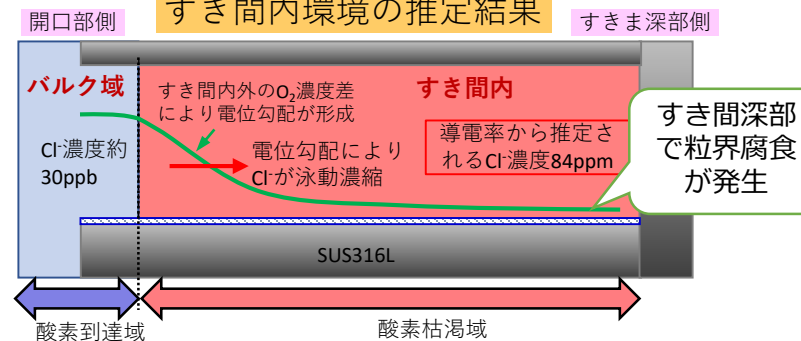 すき間内環境の推定結果
開口部側
すきま深部側
バルク域
すき間内外のO₂濃度差
により電位勾配が形成
すき間内
Cl⁻濃度約
30ppb
電位勾配により
Cl⁻が泳動濃縮
導電率から推定さ
れるCl⁻濃度84ppm
すき間深部
で粒界腐食
が発生
SUS316L
酸素到達域
酸素枯渇域